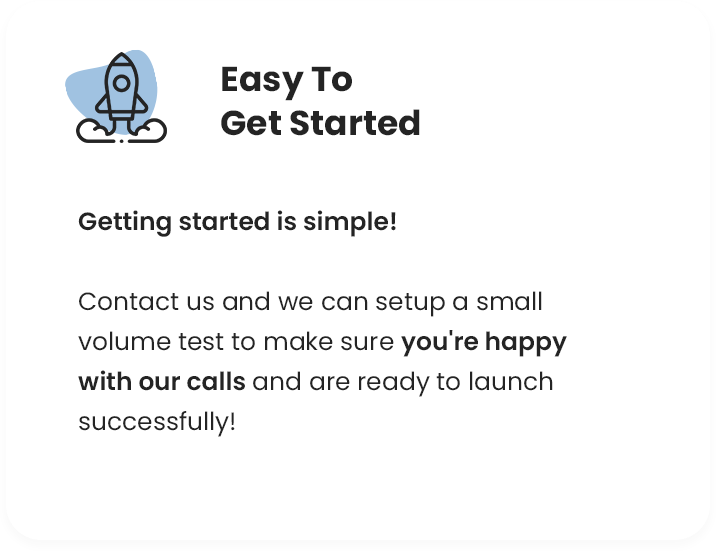 Easy To
Get Started
Getting started is simple!
Contact us and we can setup a small
volume test to make sure you're happy
with our calls and are ready to launch
successfully!